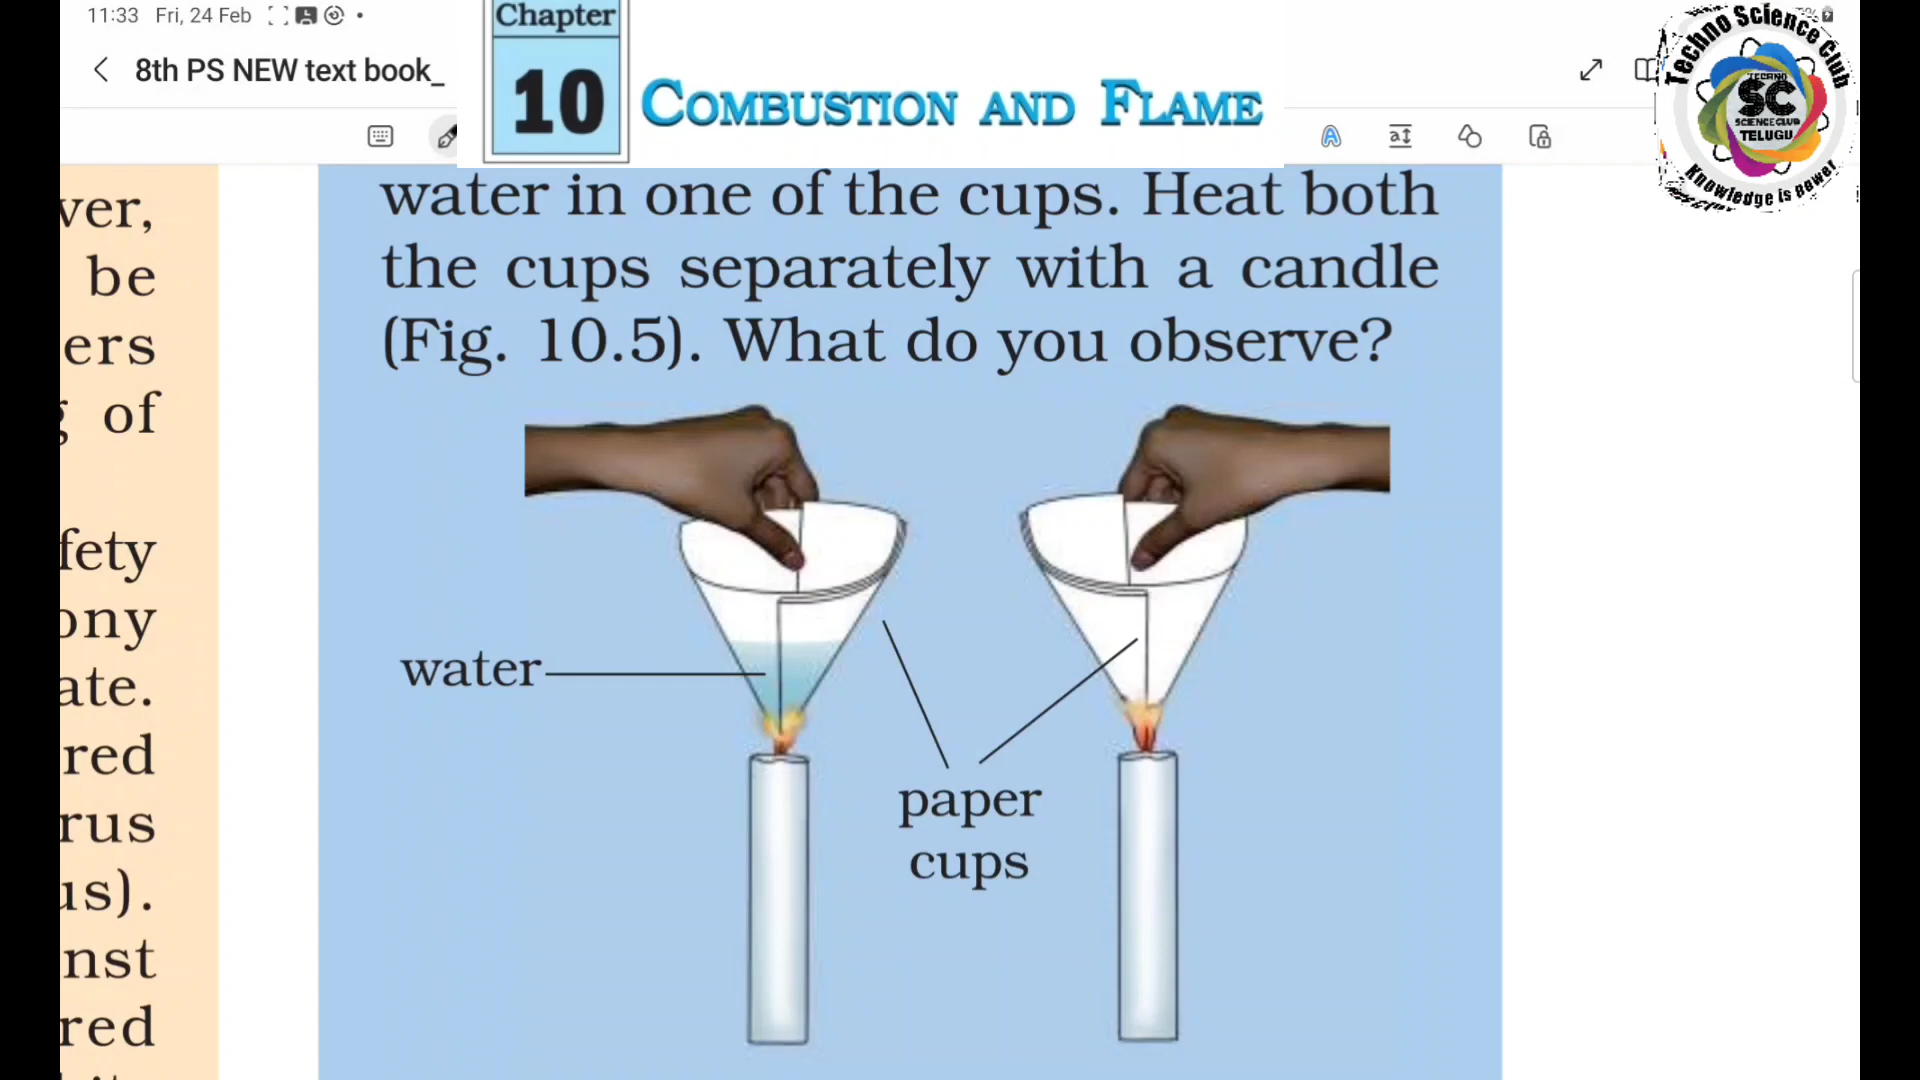 11:33 Fri, 24 Feb
8th PS NEW text book_
Chapter
10
COMBUSTION AND FLAME
Techno Science Club
TECHNO
SC
SCIENCE CLUB
TELUGU
Knowledge is power
ver,
be
ers
of
fety
ony
ate.
red
rus
us).
nst
red
water in one of the cups. Heat both
the cups separately with a candle
(Fig. 10.5). What do you observe?
water
paper
cups